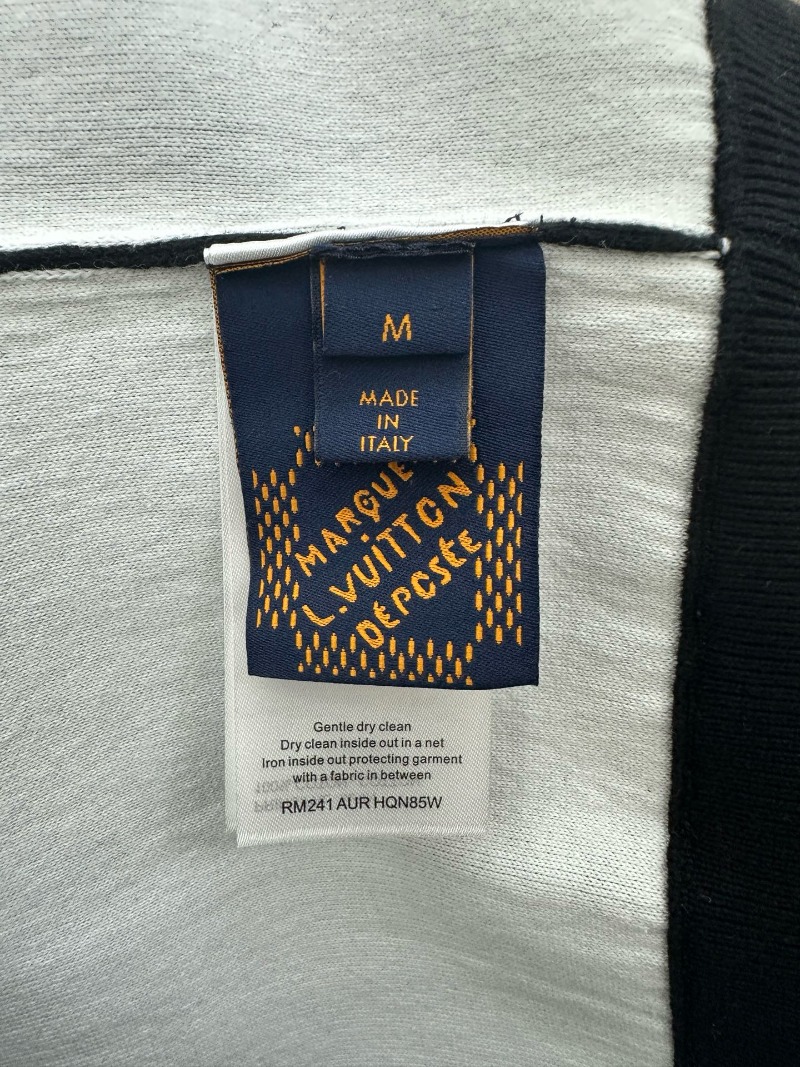 M
MADE
IN
ITALY
MARQUE
L.VUITTON
DÉPOSÉE
Gentle dry clean
Dry clean inside out in a net
Iron inside out protecting garment
with a fabric in between
RM241 AUR HQN85W